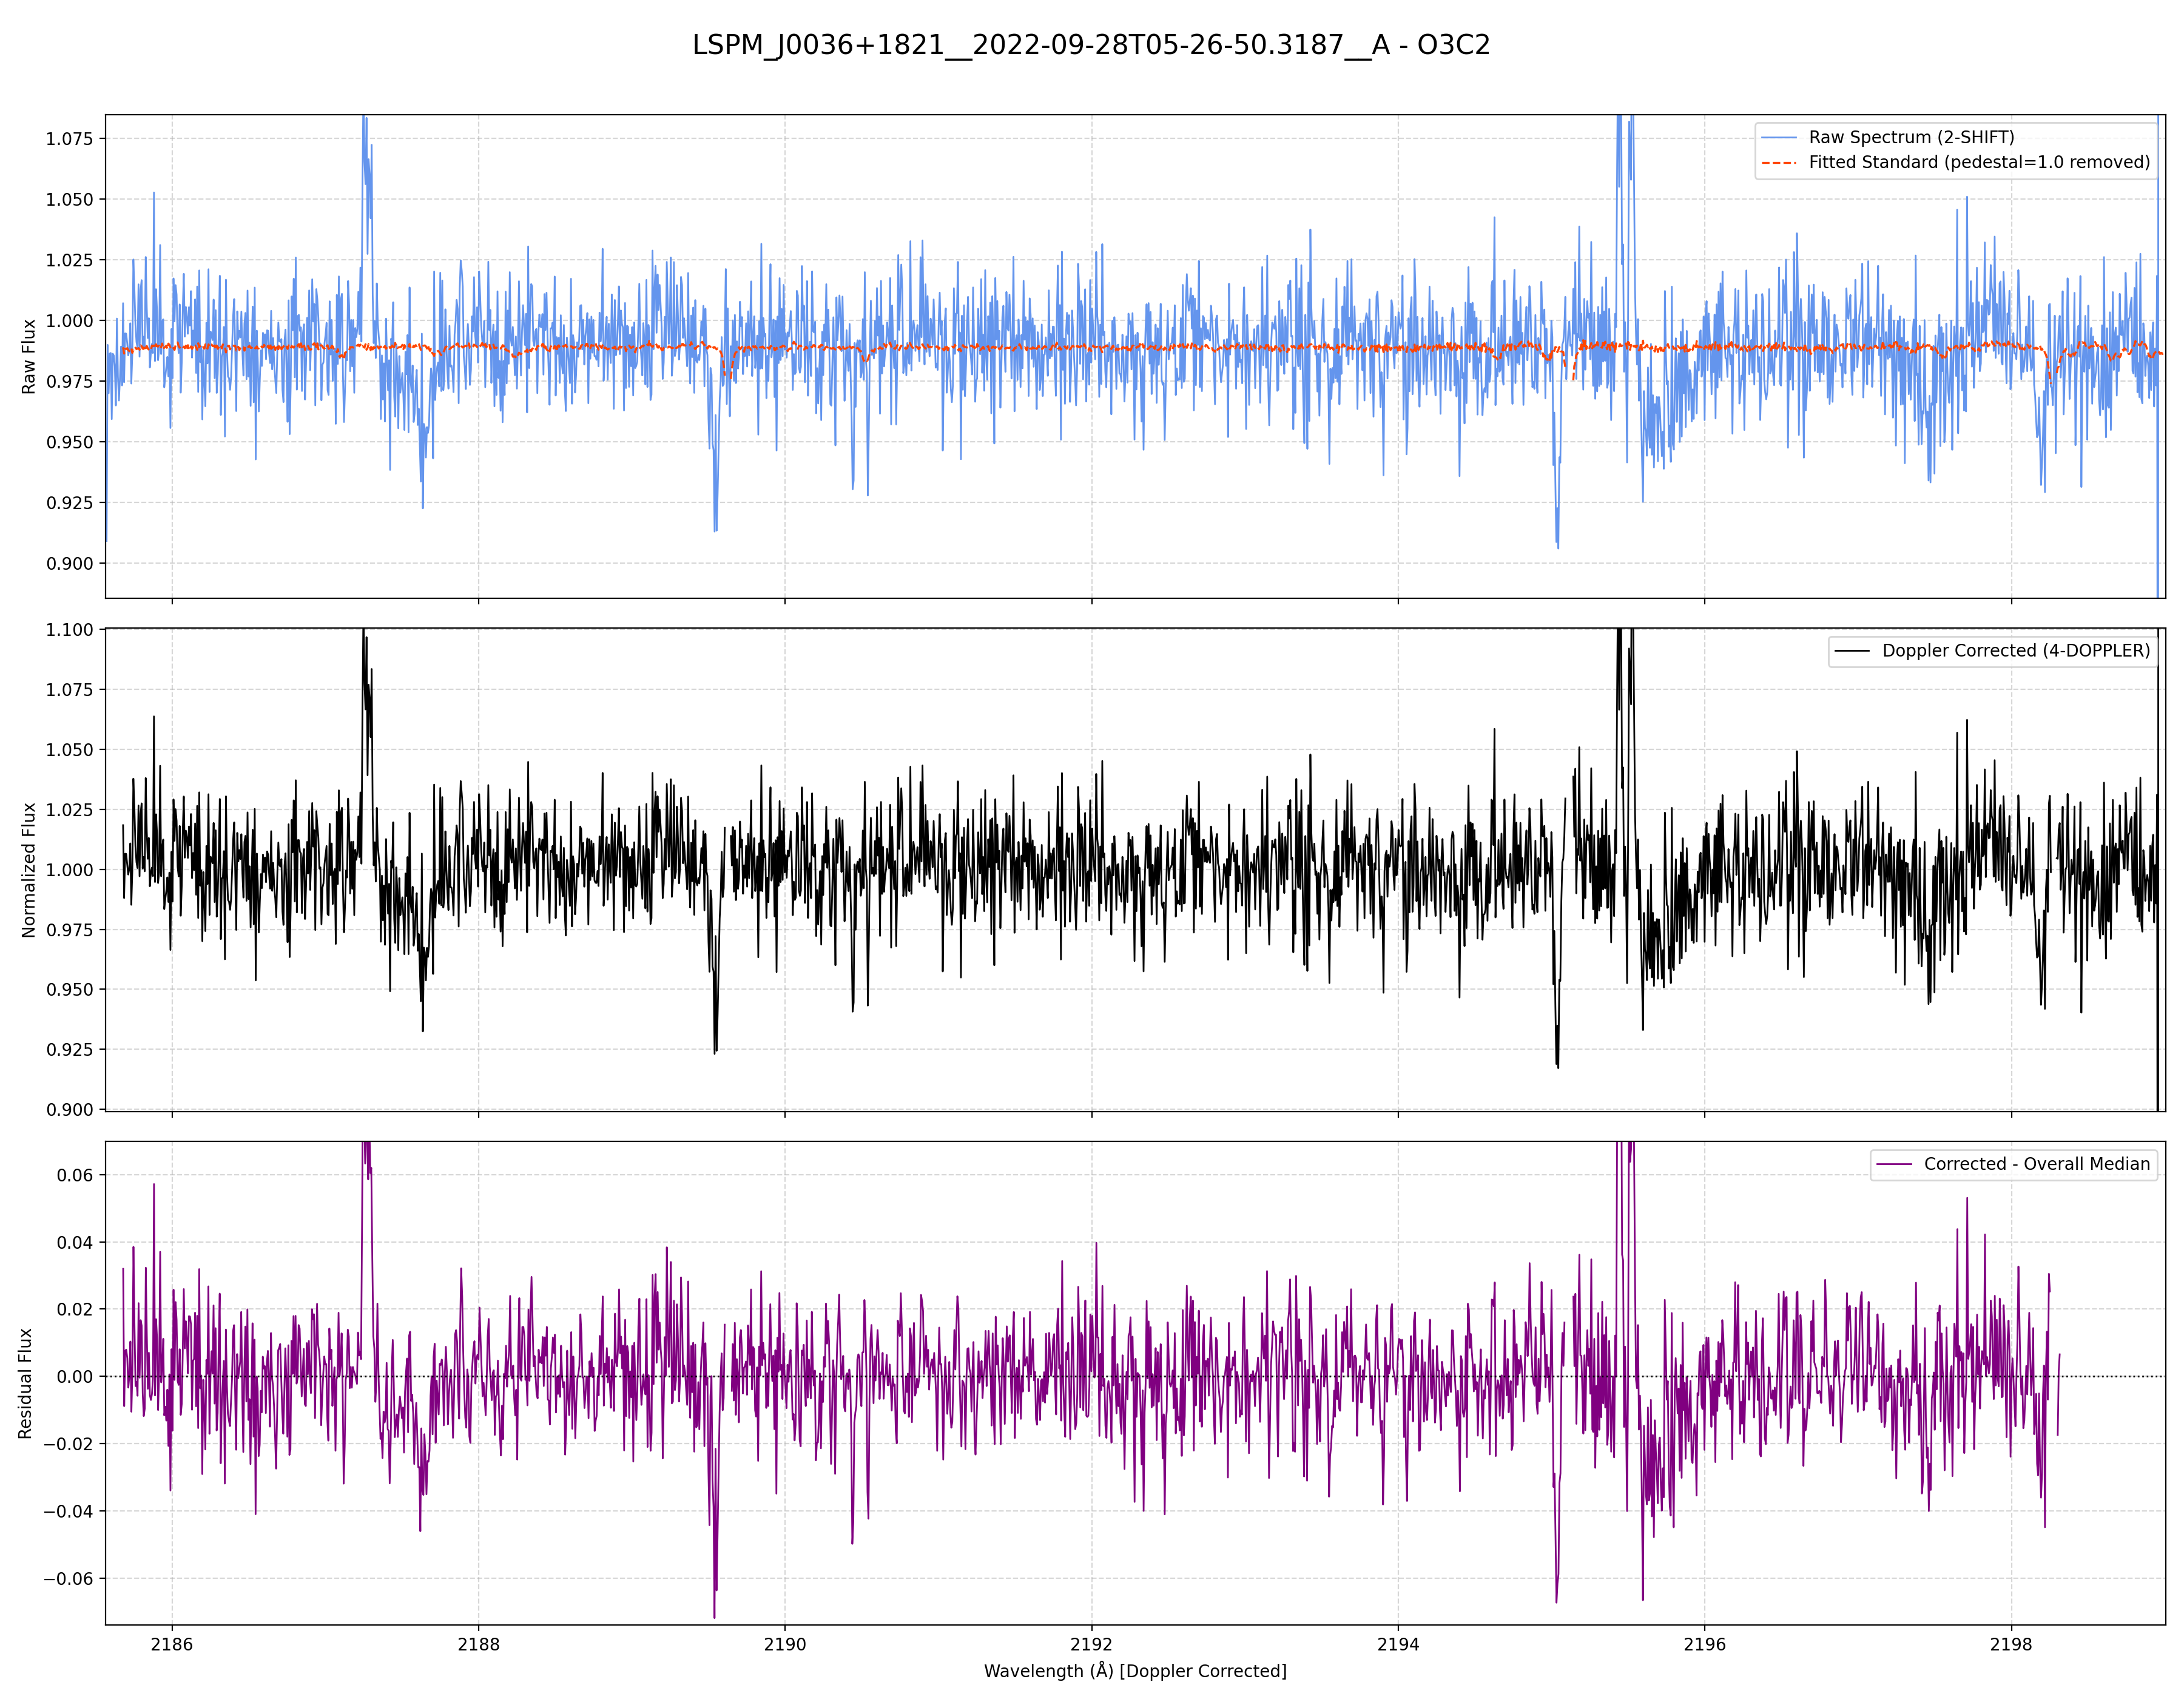 LSPM_J0036+1821__2022-09-28T05-26-50.3187__A - O3C2
Raw Flux
1.075
1.050
1.025
1.000
0.975
0.950
0.925
0.900
Raw Spectrum (2-SHIFT)
Fitted Standard (pedestal=1.0 removed)
Normalized Flux
1.100
1.075
1.050
1.025
1.000
0.975
0.950
0.925
0.900
Doppler Corrected (4-DOPPLER)
Residual Flux
0.06
0.04
0.02
0.00
−0.02
−0.04
−0.06
Corrected - Overall Median
2186 2188 2190 2192 2194 2196 2198
Wavelength (Å) [Doppler Corrected]